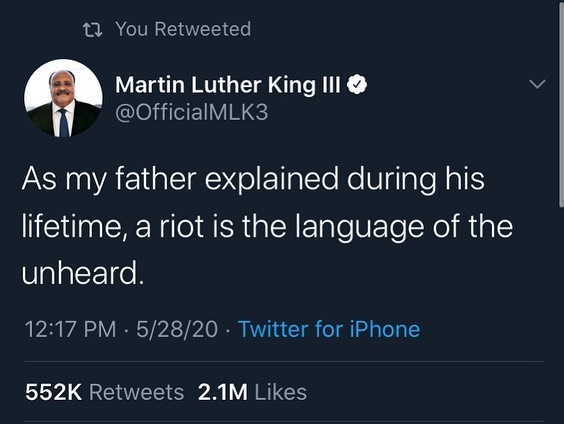 You Retweeted
Martin Luther King III
@OfficialMLK3
As my father explained during his
lifetime, a riot is the language of the
unheard.
12:17 PM · 5/28/20 · Twitter for iPhone
552K Retweets 2.1M Likes